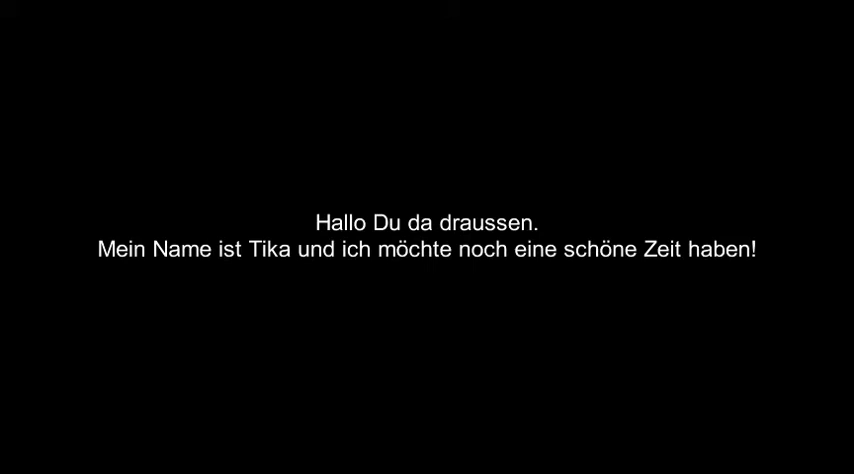 Hallo Du da draussen.
Mein Name ist Tika und ich möchte noch eine schöne Zeit haben!